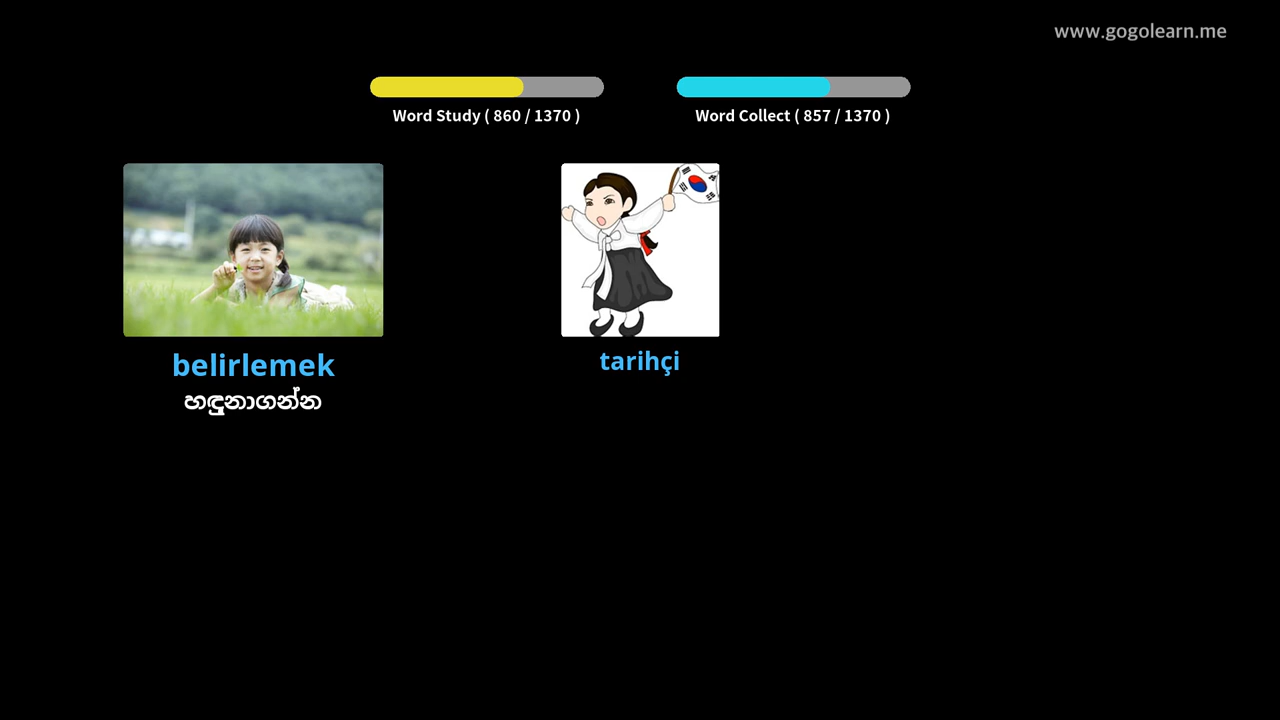 www.gogolearn.me
Word Study ( 860 / 1370 )
Word Collect ( 857 / 1370 )
belirlemek
හඳුනාගන්න
tarihçi